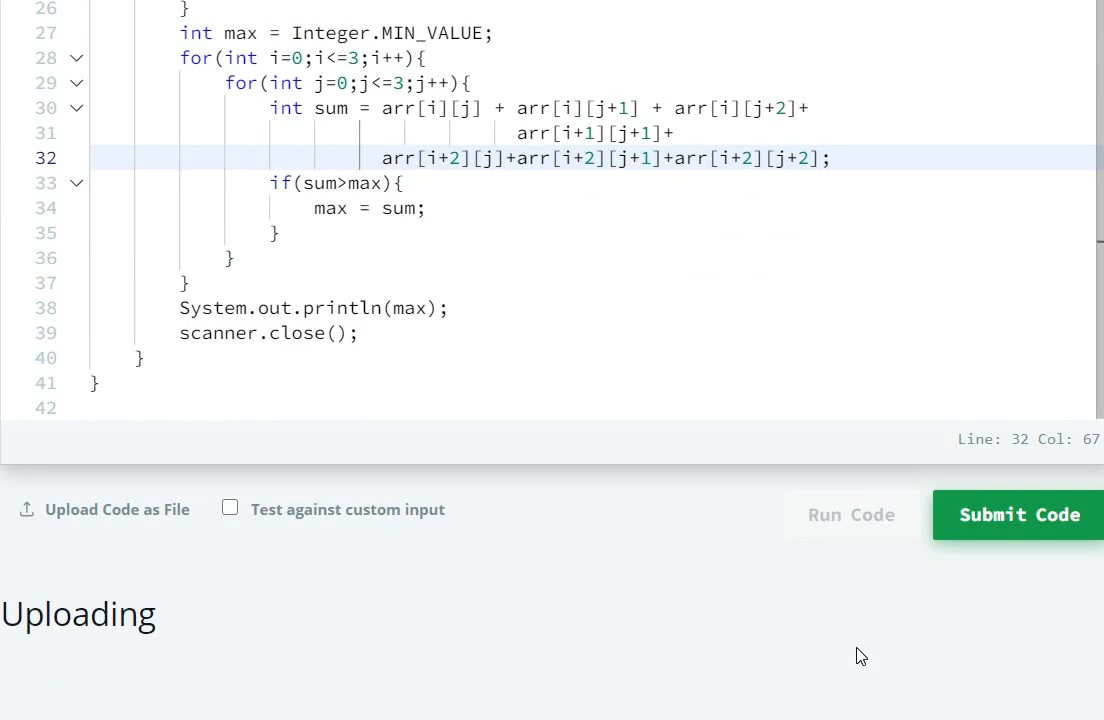 26 }
27 int max = Integer.MIN_VALUE;
28 for(int i=0;i<=3;i++){
29 for(int j=0;j<=3;j++){
30 int sum = arr[i][j] + arr[i][j+1] + arr[i][j+2]+
31 arr[i+1][j+1]+
32 arr[i+2][j]+arr[i+2][j+1]+arr[i+2][j+2];
33 if(sum>max){
34 max = sum;
35 }
36 }
37 }
38 System.out.println(max);
39 scanner.close();
40 }
41 }
42
Line: 32 Col: 67
Upload Code as File Test against custom input Run Code Submit Code
Uploading